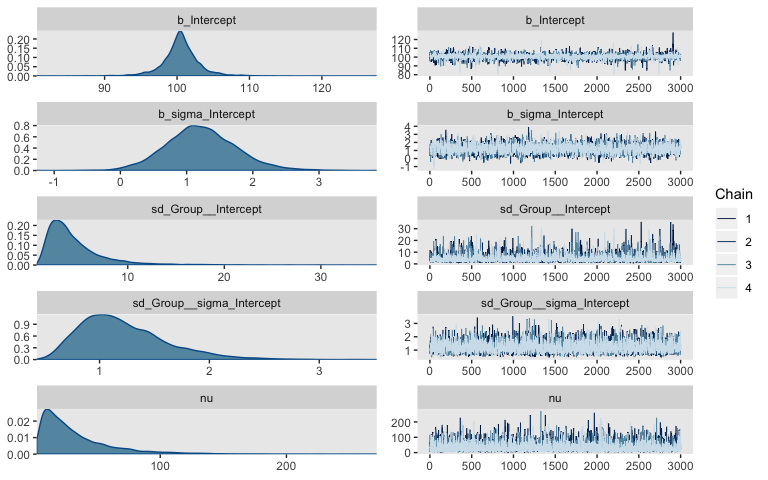 b_Intercept
0.20
0.15
0.10
0.05
0.00
90 100 110 120
b_Intercept
120
110
100
90
80
0 500 1000 1500 2000 2500 3000
b_sigma_Intercept
0.8
0.6
0.4
0.2
0.0
-1 0 1 2 3
b_sigma_Intercept
4
3
2
1
0
-1
0 500 1000 1500 2000 2500 3000
sd_Group__Intercept
0.20
0.15
0.10
0.05
0.00
10 20 30
sd_Group__Intercept
30
20
10
0
0 500 1000 1500 2000 2500 3000
sd_Group__sigma_Intercept
0.9
0.6
0.3
0.0
1 2 3
sd_Group__sigma_Intercept
3
2
1
0 500 1000 1500 2000 2500 3000
nu
0.02
0.01
0.00
100 200
nu
200
100
0
0 500 1000 1500 2000 2500 3000
Chain
1
2
3
4